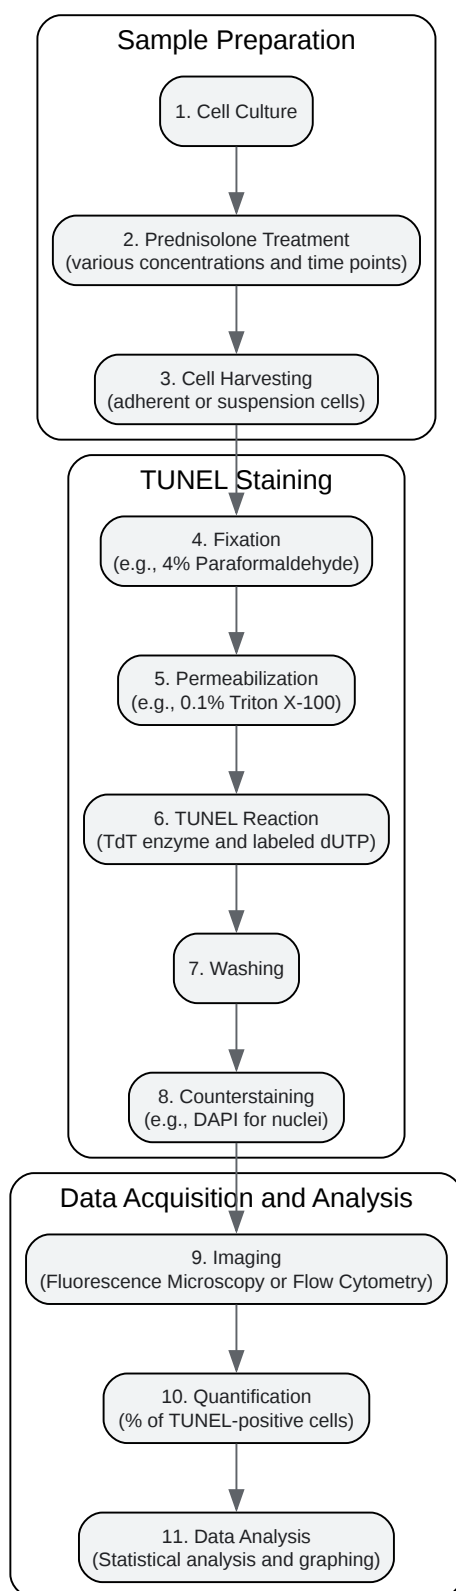 Sample Preparation
1. Cell Culture
2. Prednisolone Treatment
(various concentrations and time points)
3. Cell Harvesting
(adherent or suspension cells)
TUNEL Staining
4. Fixation
(e.g., 4% Paraformaldehyde)
5. Permeabilization
(e.g., 0.1% Triton X-100)
6. TUNEL Reaction
(TdT enzyme and labeled dUTP)
7. Washing
8. Counterstaining
(e.g., DAPI for nuclei)
Data Acquisition and Analysis
9. Imaging
(Fluorescence Microscopy or Flow Cytometry)
10. Quantification
(% of TUNEL-positive cells)
11. Data Analysis
(Statistical analysis and graphing)